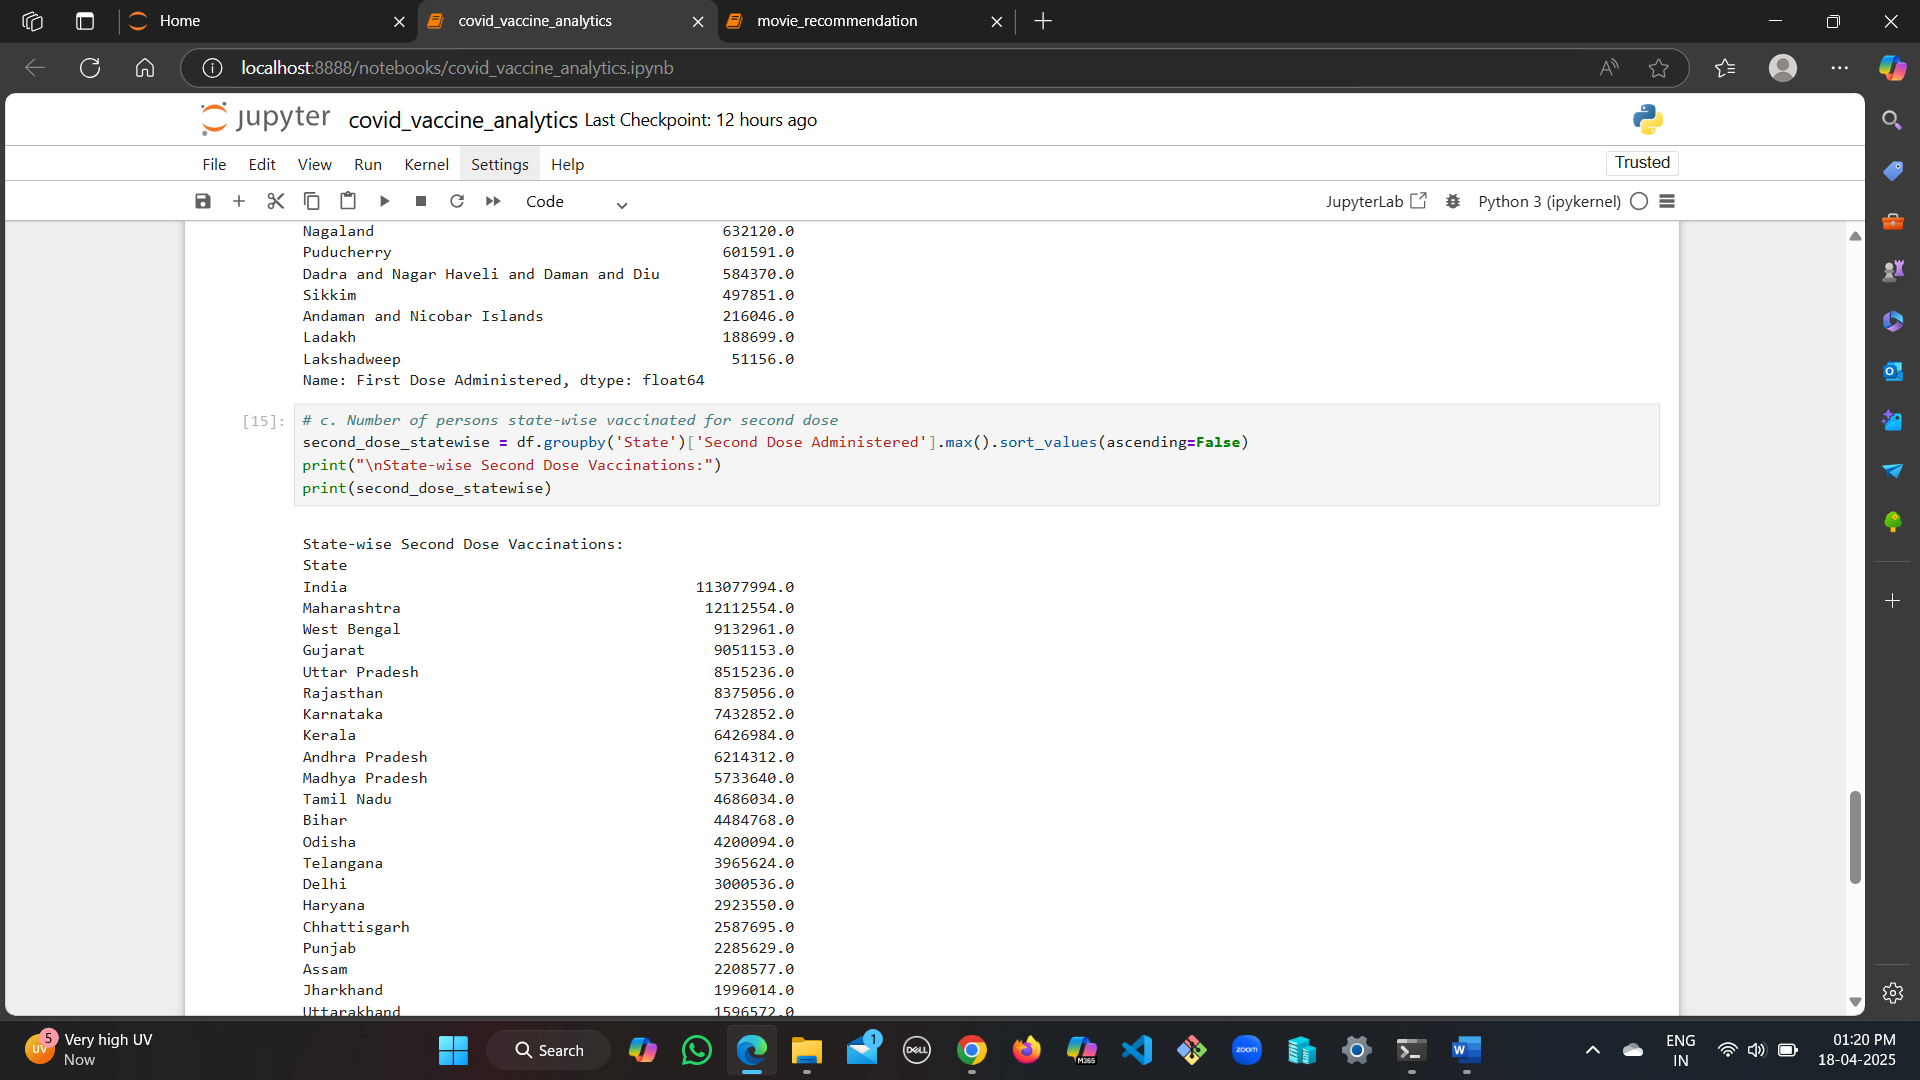 Home
covid_vaccine_analytics
movie_recommendation
localhost:8888/notebooks/covid_vaccine_analytics.ipynb
jupyter covid_vaccine_analytics Last Checkpoint: 12 hours ago
File Edit View Run Kernel Settings Help
Trusted
Code
JupyterLab
Python 3 (ipykernel)
Nagaland 632120.0
Puducherry 601591.0
Dadra and Nagar Haveli and Daman and Diu 584370.0
Sikkim 497851.0
Andaman and Nicobar Islands 216046.0
Ladakh 188699.0
Lakshadweep 51156.0
Name: First Dose Administered, dtype: float64
[15]: # c. Number of persons state-wise vaccinated for second dose
second_dose_statewise = df.groupby('State')['Second Dose Administered'].max().sort_values(ascending=False)
print("\nState-wise Second Dose Vaccinations:")
print(second_dose_statewise)
State-wise Second Dose Vaccinations:
State
India 113077994.0
Maharashtra 12112554.0
West Bengal 9132961.0
Gujarat 9051153.0
Uttar Pradesh 8515236.0
Rajasthan 8375056.0
Karnataka 7432852.0
Kerala 6426984.0
Andhra Pradesh 6214312.0
Madhya Pradesh 5733640.0
Tamil Nadu 4686034.0
Bihar 4484768.0
Odisha 4200094.0
Telangana 3965624.0
Delhi 3000536.0
Haryana 2923550.0
Chhattisgarh 2587695.0
Punjab 2285629.0
Assam 2208577.0
Jharkhand 1996014.0
Uttarakhand 1596572.0
UV 5
Very high UV
Now
Search
1
DELL
M365
zoom
W
ENG
IN
01:20 PM
18-04-2025